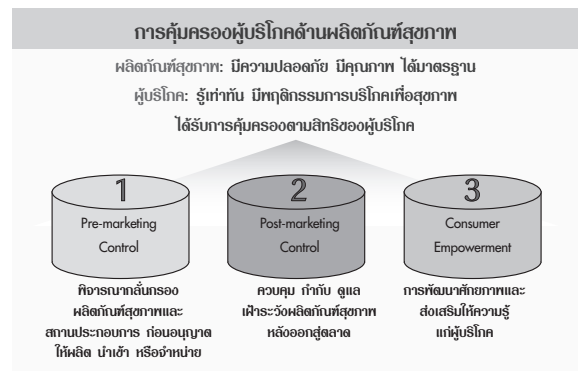 การคุ้มครองผู้บริโภคด้านผลิตภัณฑ์สุขภาพ
ผลิตภัณฑ์สุขภาพ: มีความปลอดภัย มีคุณภาพ ได้มาตรฐาน
ผู้บริโภค: รู้เท่าทัน มีพฤติกรรมการบริโภคเพื่อสุขภาพ
ได้รับการคุ้มครองตามสิทธิของผู้บริโภค
1
Pre-marketing
Control
พิจารณากลั่นกรอง
ผลิตภัณฑ์สุขภาพและ
สถานประกอบการ ก่อนอนุญาต
ให้ผลิต นำเข้า หรือจำหน่าย
2
Post-marketing
Control
ควบคุม กำกับ ดูแล
เฝ้าระวังผลิตภัณฑ์สุขภาพ
หลังออกสู่ตลาด
3
Consumer
Empowerment
การพัฒนาศักยภาพและ
ส่งเสริมให้ความรู้
แก่ผู้บริโภค